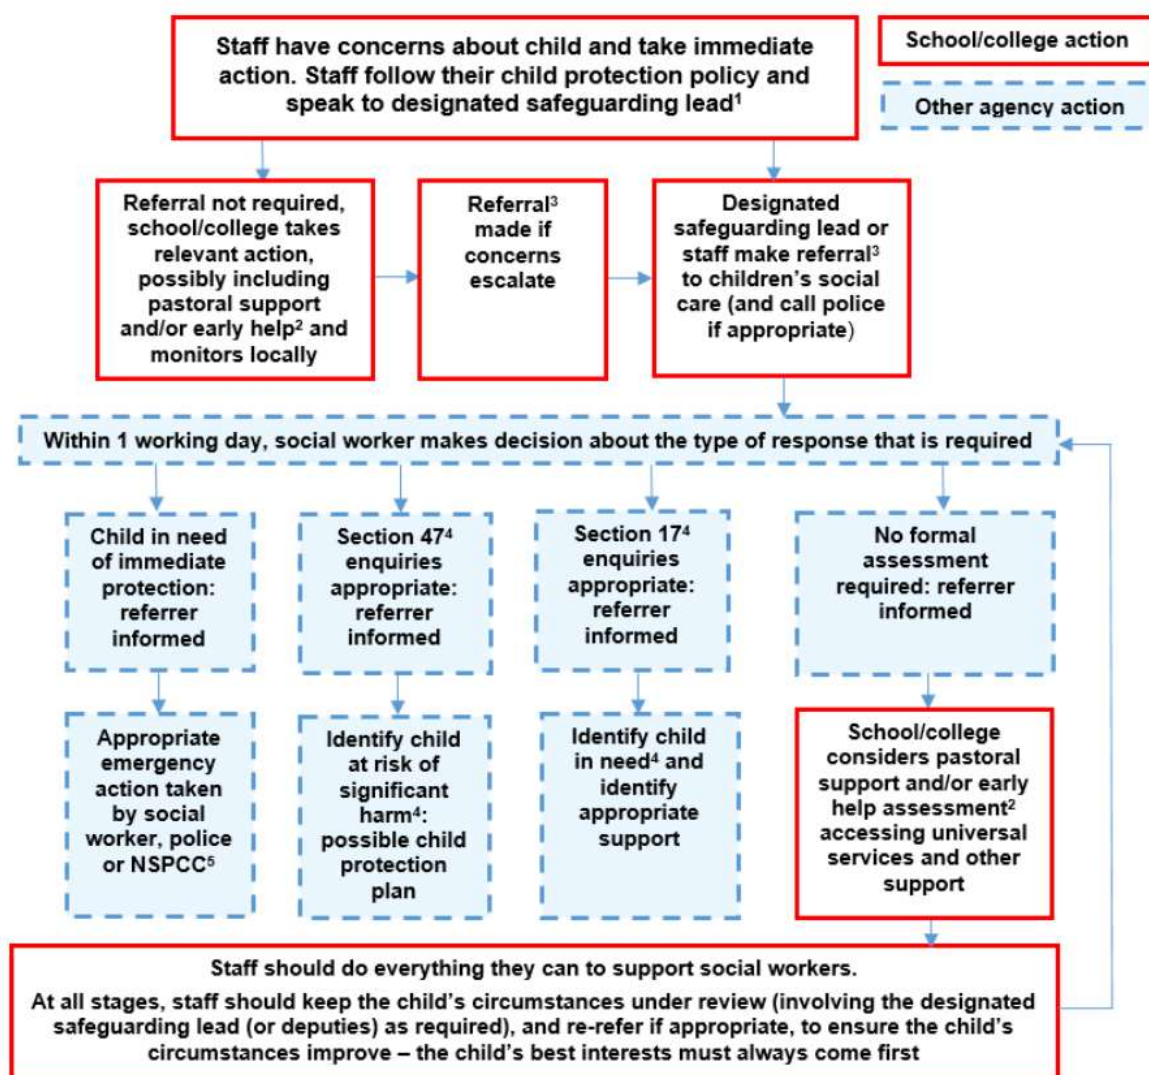 Staff have concerns about child and take immediate
action. Staff follow their child protection policy and
speak to designated safeguarding lead¹
School/college action
Other agency action
Referral not required,
school/college takes
relevant action,
possibly including
pastoral support
and/or early help² and
monitors locally
Referral³
made if
concerns
escalate
Designated
safeguarding lead or
staff make referral³
to children’s social
care (and call police
if appropriate)
Within 1 working day, social worker makes decision about the type of response that is required
Child in need
of immediate
protection:
referrer
informed
Section 47⁴
enquiries
appropriate:
referrer
informed
Section 17⁴
enquiries
appropriate:
referrer
informed
No formal
assessment
required: referrer
informed
Appropriate
emergency
action taken
by social
worker, police
or NSPCC⁵
Identify child
at risk of
significant
harm⁴:
possible child
protection
plan
Identify child
in need⁴ and
identify
appropriate
support
School/college
considers pastoral
support and/or early
help assessment²
accessing universal
services and other
support
Staff should do everything they can to support social workers.
At all stages, staff should keep the child’s circumstances under review (involving the designated
safeguarding lead (or deputies) as required), and re-refer if appropriate, to ensure the child’s
circumstances improve – the child’s best interests must always come first